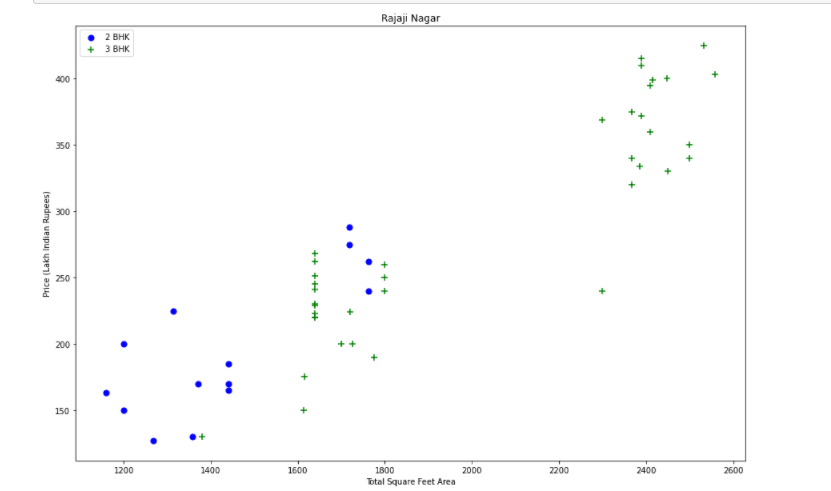 Rajaji Nagar
2 BHK
3 BHK
400
350
300
250
200
150
Price (Lakh Indian Rupees)
1200 1400 1600 1800 2000 2200 2400 2600
Total Square Feet Area